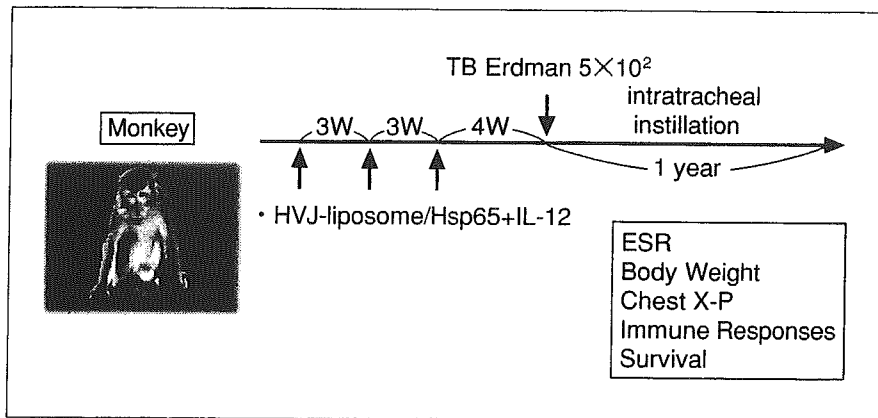 TB Erdman 5×10²
intratracheal
instillation
Monkey
3W 3W 4W
1 year
・HVJ-liposome/Hsp65+IL-12
ESR
Body Weight
Chest X-P
Immune Responses
Survival